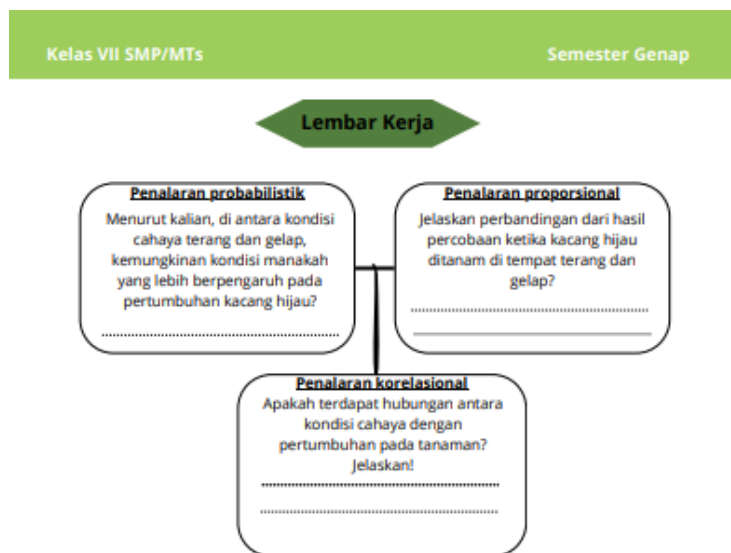 Kelas VII SMP/MTs
Semester Genap
Lembar Kerja
Penalaran probabilistik
Menurut kalian, di antara kondisi
cahaya terang dan gelap,
kemungkinan kondisi manakah
yang lebih berpengaruh pada
pertumbuhan kacang hijau?
Penalaran proporsional
Jelaskan perbandingan dari hasil
percobaan ketika kacang hijau
ditanam di tempat terang dan
gelap?
Penalaran korelasional
Apakah terdapat hubungan antara
kondisi cahaya dengan
pertumbuhan pada tanaman?
Jelaskan!